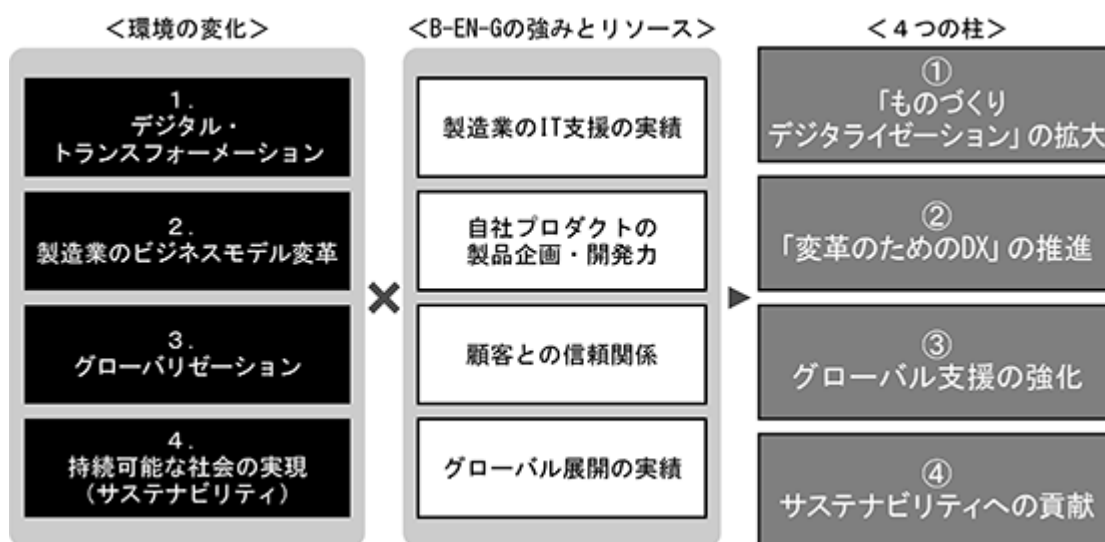 ＜環境の変化＞
1.
デジタル・
トランスフォーメーション
2.
製造業のビジネスモデル変革
3.
グローバリゼーション
4.
持続可能な社会の実現
（サステナビリティ）
×
＜B-EN-Gの強みとリソース＞
製造業のIT支援の実績
自社プロダクトの
製品企画・開発力
顧客との信頼関係
グローバル展開の実績
＜４つの柱＞
①
「ものづくり
デジタライゼーション」の拡大
②
「変革のためのDX」の推進
③
グローバル支援の強化
④
サステナビリティへの貢献